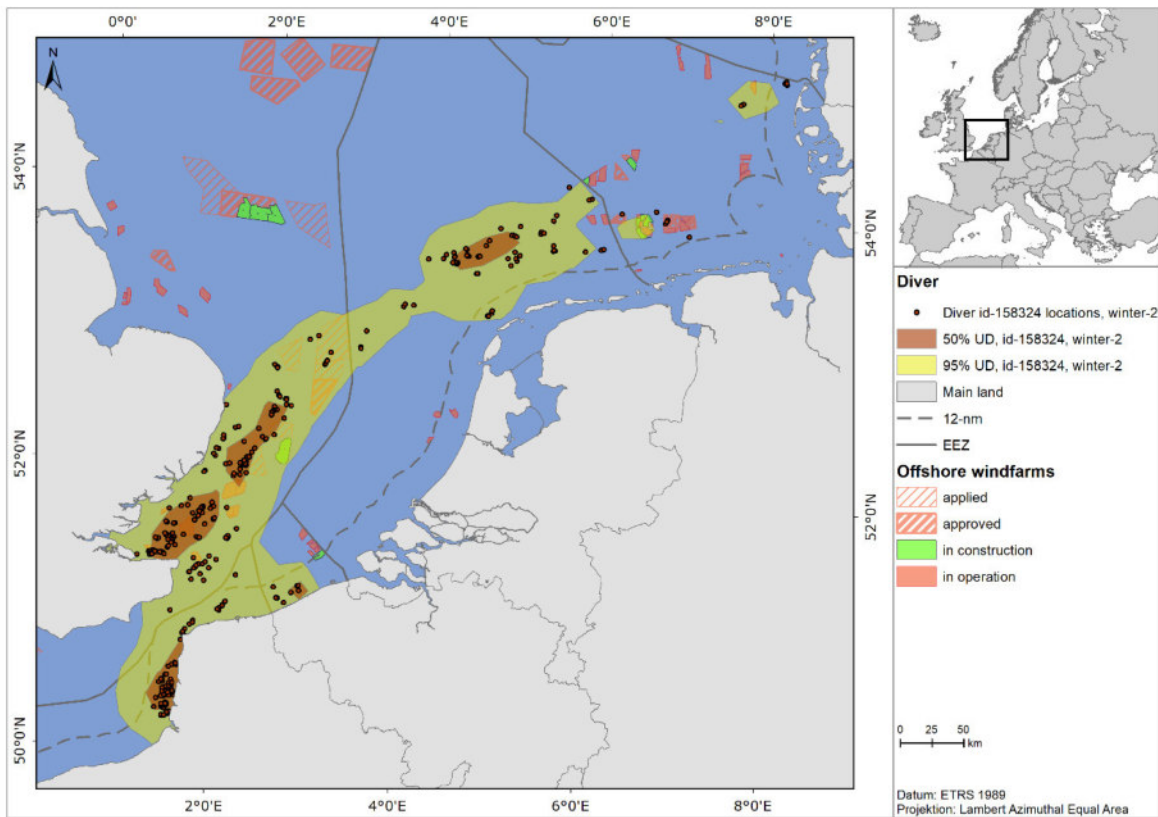 0°'E
2°0'E
4°0'E
6°0'E
8°0'E
N
54°0'N
52°0'N
50°0'N
54°0'N
52°0'N
2°0'E
4°0'E
6°0'E
8°0'E
Diver
Diver id-158324 locations, winter-2
50% UD, id-158324, winter-2
95% UD, id-158324, winter-2
Main land
12-nm
EEZ
Offshore windfarms
applied
approved
in construction
in operation
0 25 50
km
Datum: ETRS 1989
Projektion: Lambert Azimuthal Equal Area